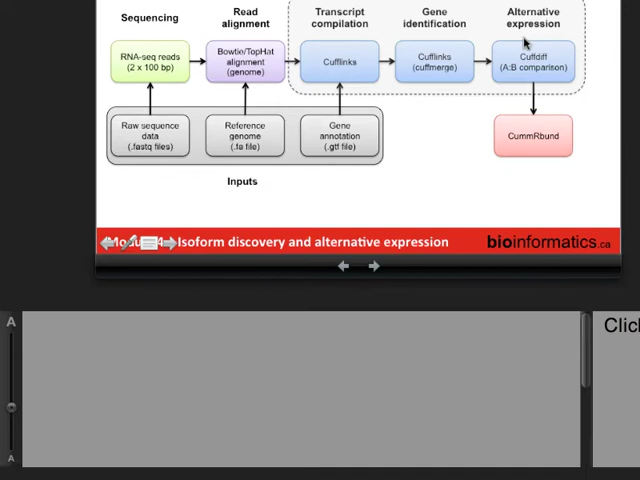 Sequencing
Read
alignment
Transcript
compilation
Gene
identification
Alternative
expression
RNA-seq reads
(2 x 100 bp)
Bowtie/TopHat
alignment
(genome)
Cufflinks
Cufflinks
(cuffmerge)
Cuffdiff
(A:B comparison)
Raw sequence
data
(.fastq files)
Reference
genome
(.fa file)
Gene
annotation
(.gtf file)
CummRbund
Inputs
Isoform discovery and alternative expression
bioinformatics.ca
A
A